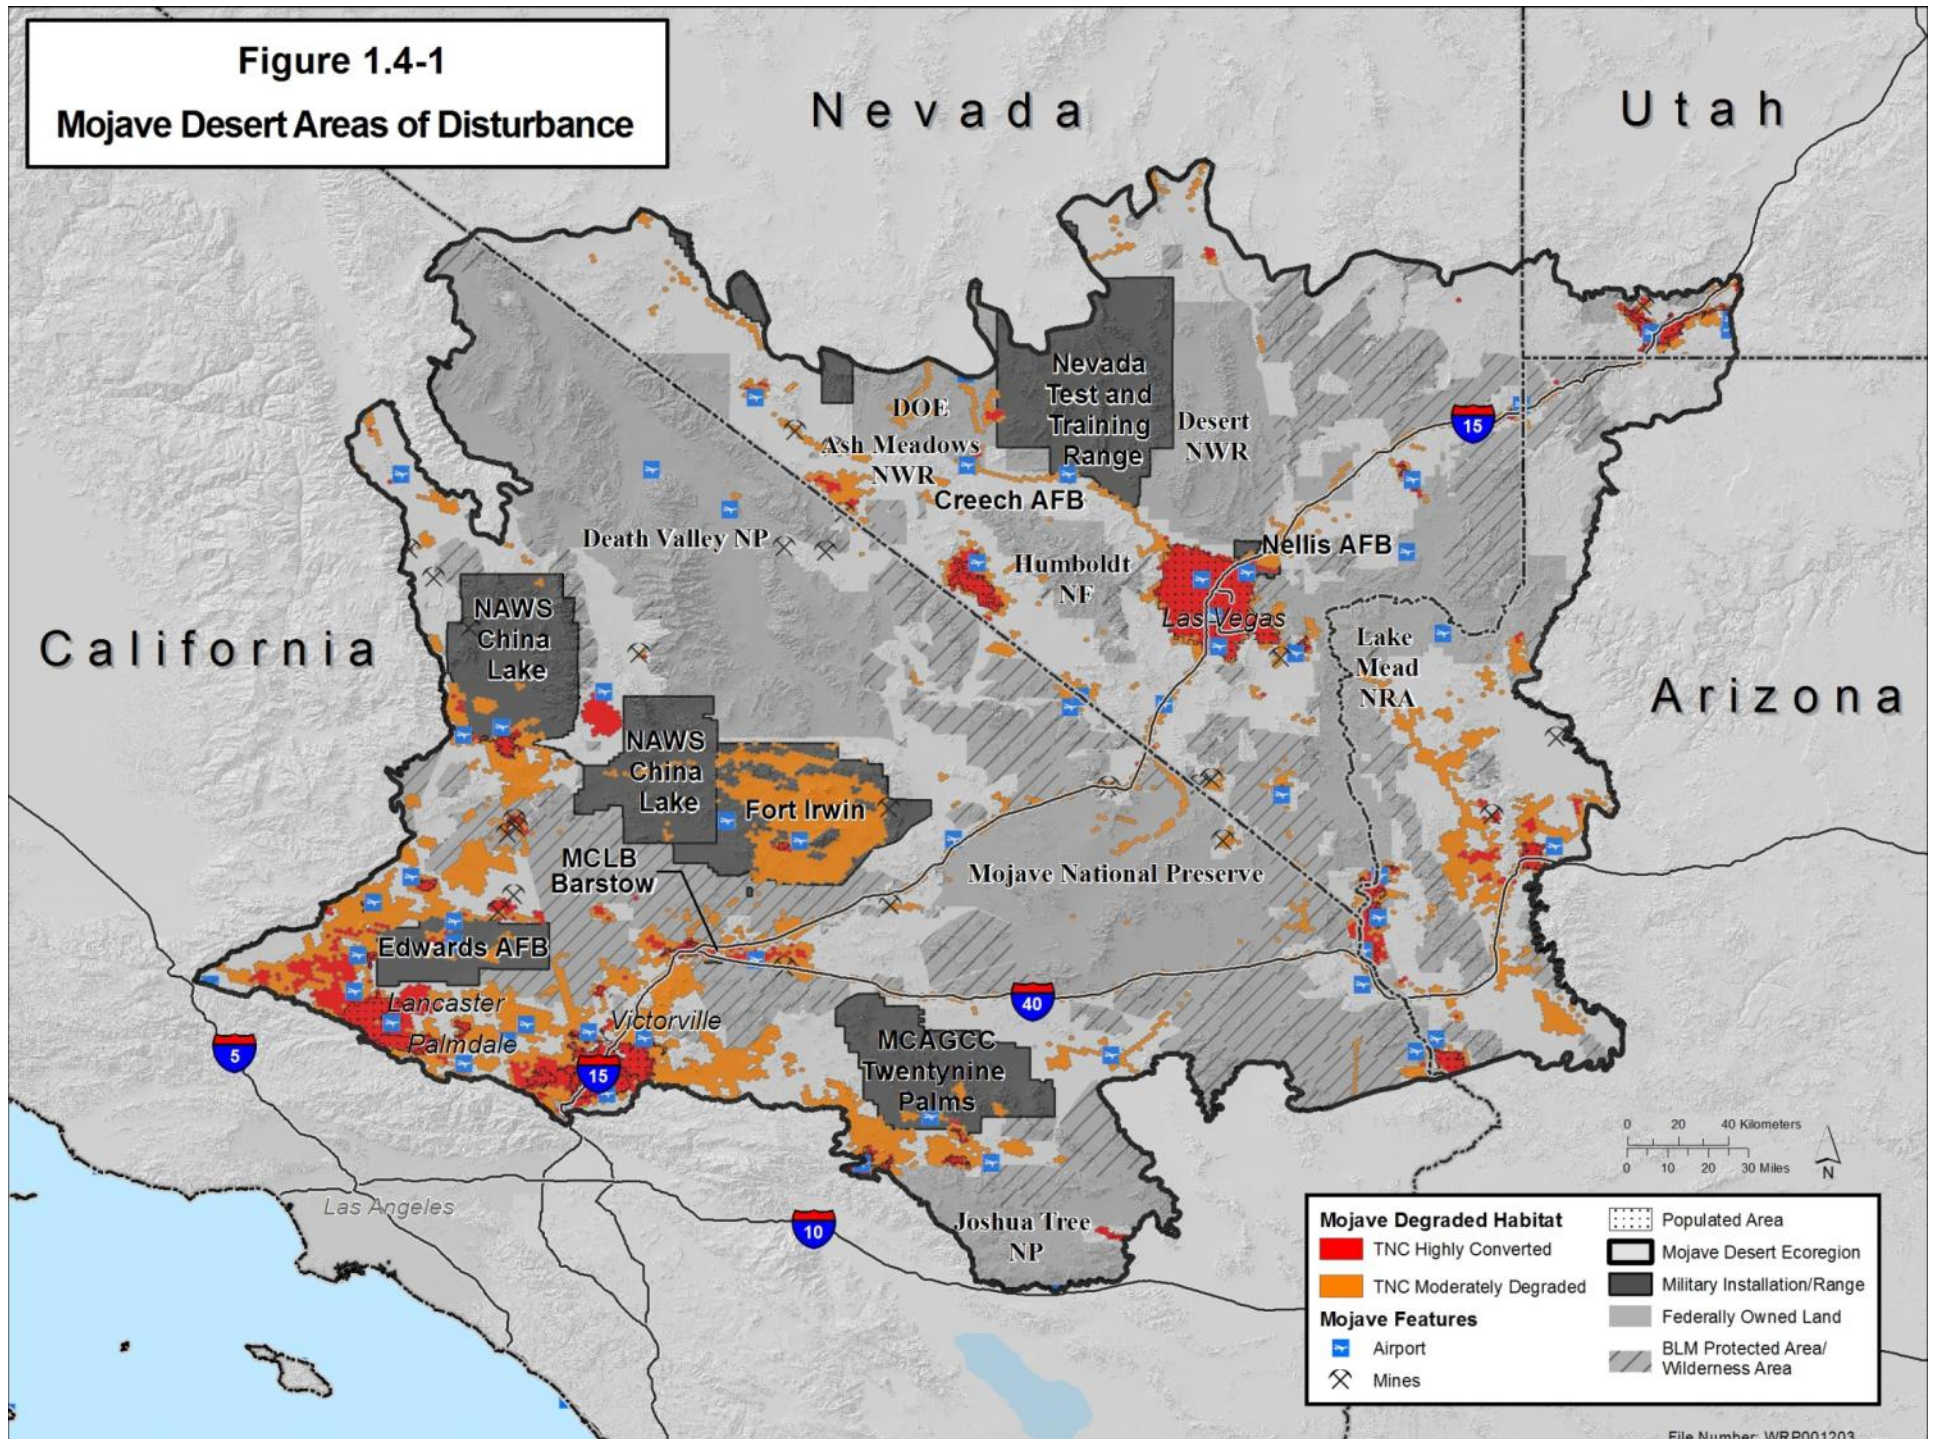 Figure 1.4-1
Mojave Desert Areas of Disturbance
Nevada
Utah
California
Arizona
Nevada
Test and
Training
Range
DOE
Ash Meadows
NWR
Desert
NWR
Creech AFB
15
Death Valley NP
Humboldt
NF
Nellis AFB
Las Vegas
NAWS
China
Lake
Lake
Mead
NRA
NAWS
China
Lake
Fort Irwin
MCLB
Barstow
Mojave National Preserve
Edwards AFB
Lancaster
Palmdale
Victorville
40
5
15
MCAGCC
Twentynine
Palms
Las Angeles
10
Joshua Tree
NP
0 20 40 Kilometers
0 10 20 30 Miles
N
Mojave Degraded Habitat
TNC Highly Converted
TNC Moderately Degraded
Mojave Features
Airport
Mines
Populated Area
Mojave Desert Ecoregion
Military Installation/Range
Federally Owned Land
BLM Protected Area/
Wilderness Area
File Number: WRP001203